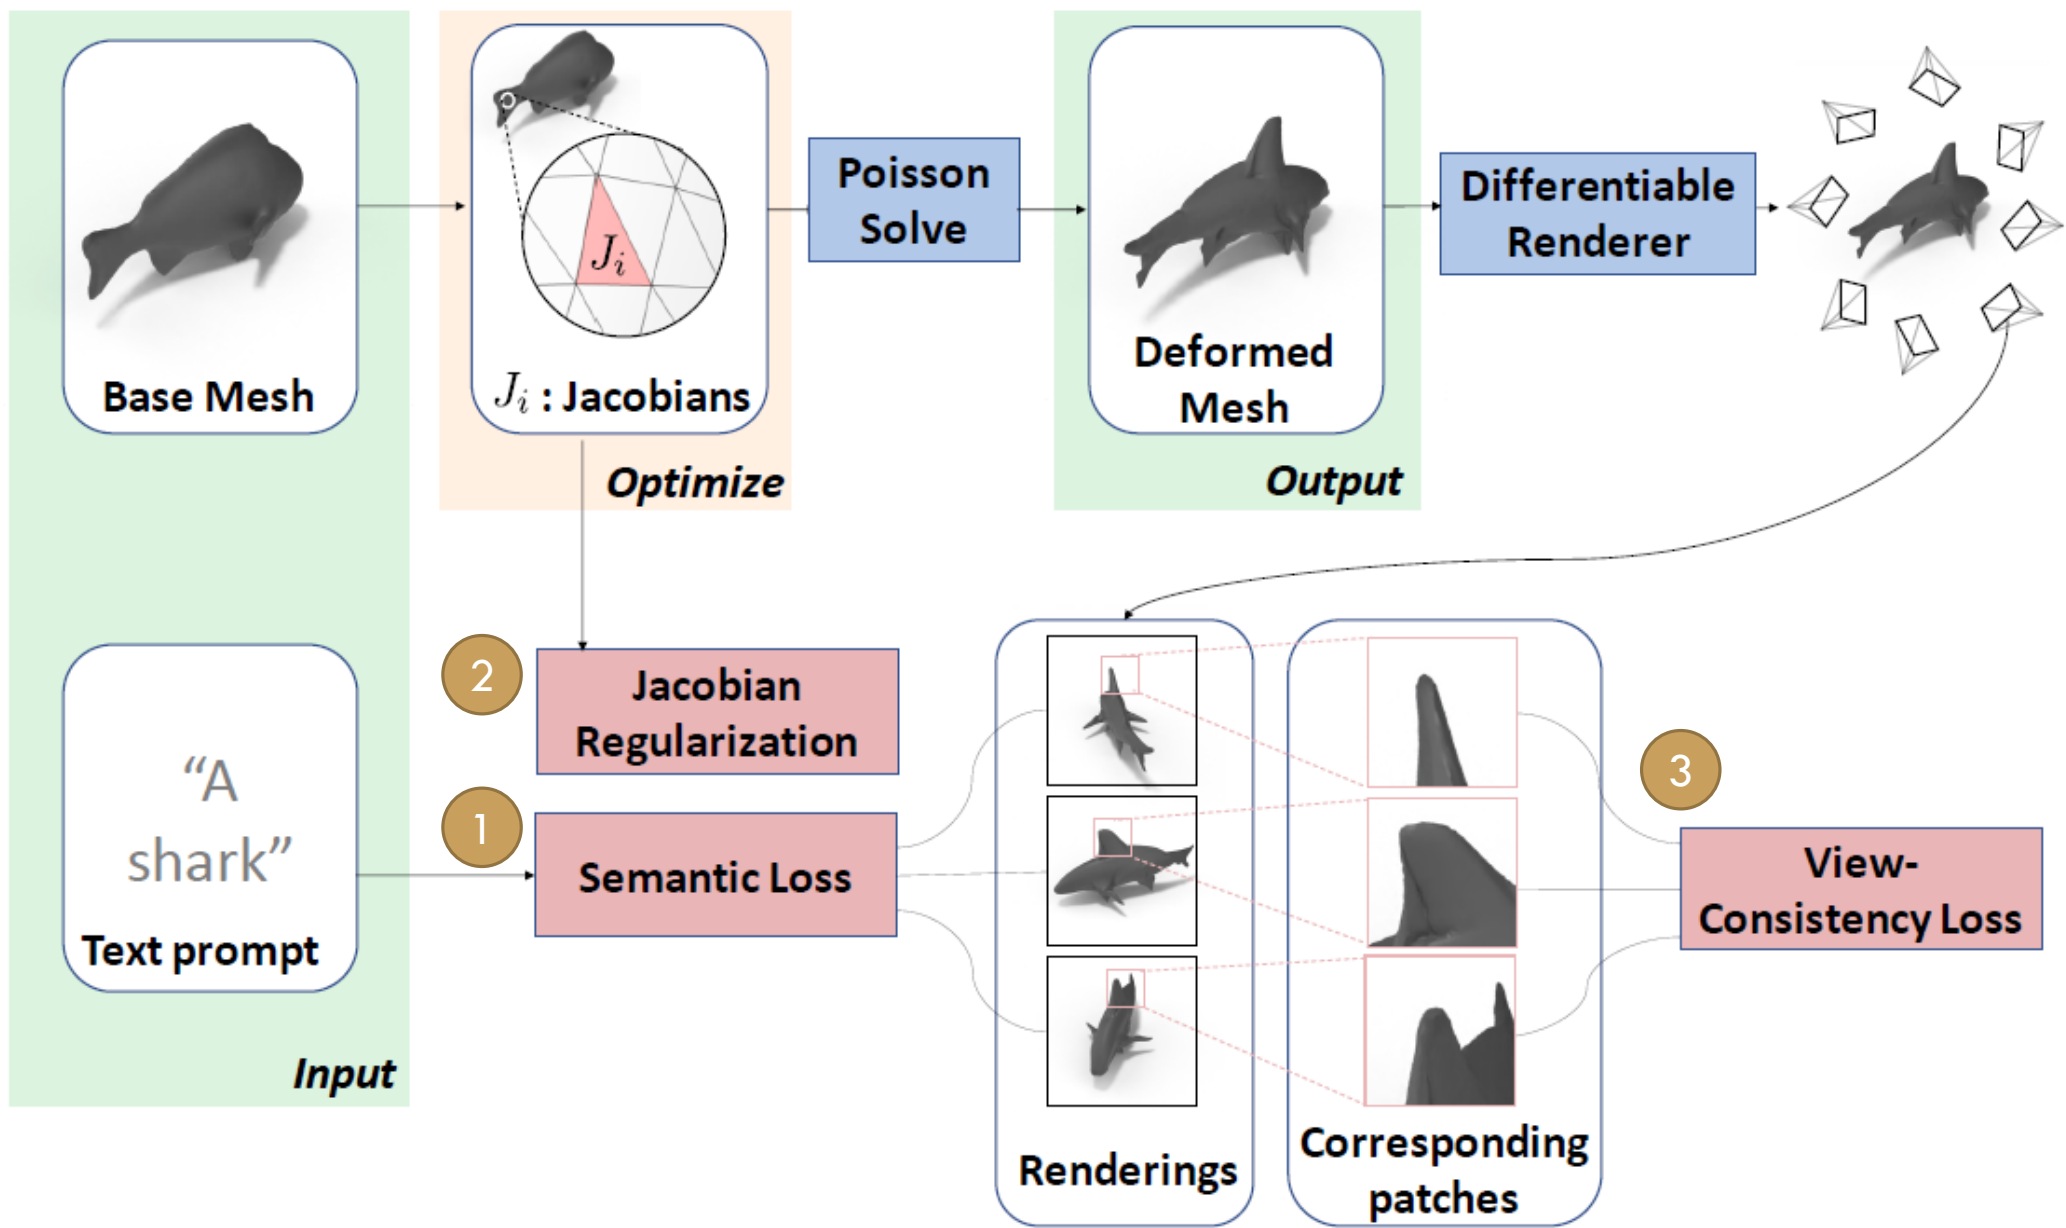 Base Mesh
J_i
J_i : Jacobians
Optimize
Poisson
Solve
Deformed
Mesh
Output
Differentiable
Renderer
“A
shark”
Text prompt
Input
2
Jacobian
Regularization
1
Semantic Loss
Renderings
Corresponding
patches
3
View-
Consistency Loss